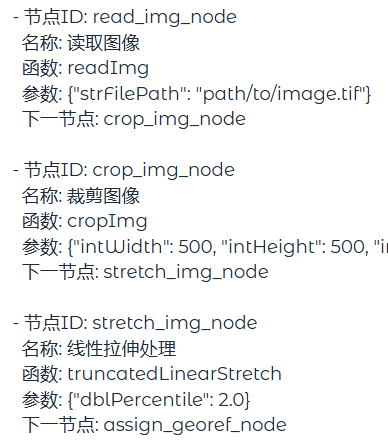 - 节点ID: read_img_node
名称: 读取图像
函数: readImg
参数: {"strFilePath": "path/to/image.tif"}
下一节点: crop_img_node
- 节点ID: crop_img_node
名称: 裁剪图像
函数: cropImg
参数: {"intWidth": 500, "intHeight": 500, "i
下一节点: stretch_img_node
- 节点ID: stretch_img_node
名称: 线性拉伸处理
函数: truncatedLinearStretch
参数: {"dblPercentile": 2.0}
下一节点: assign_georef_node